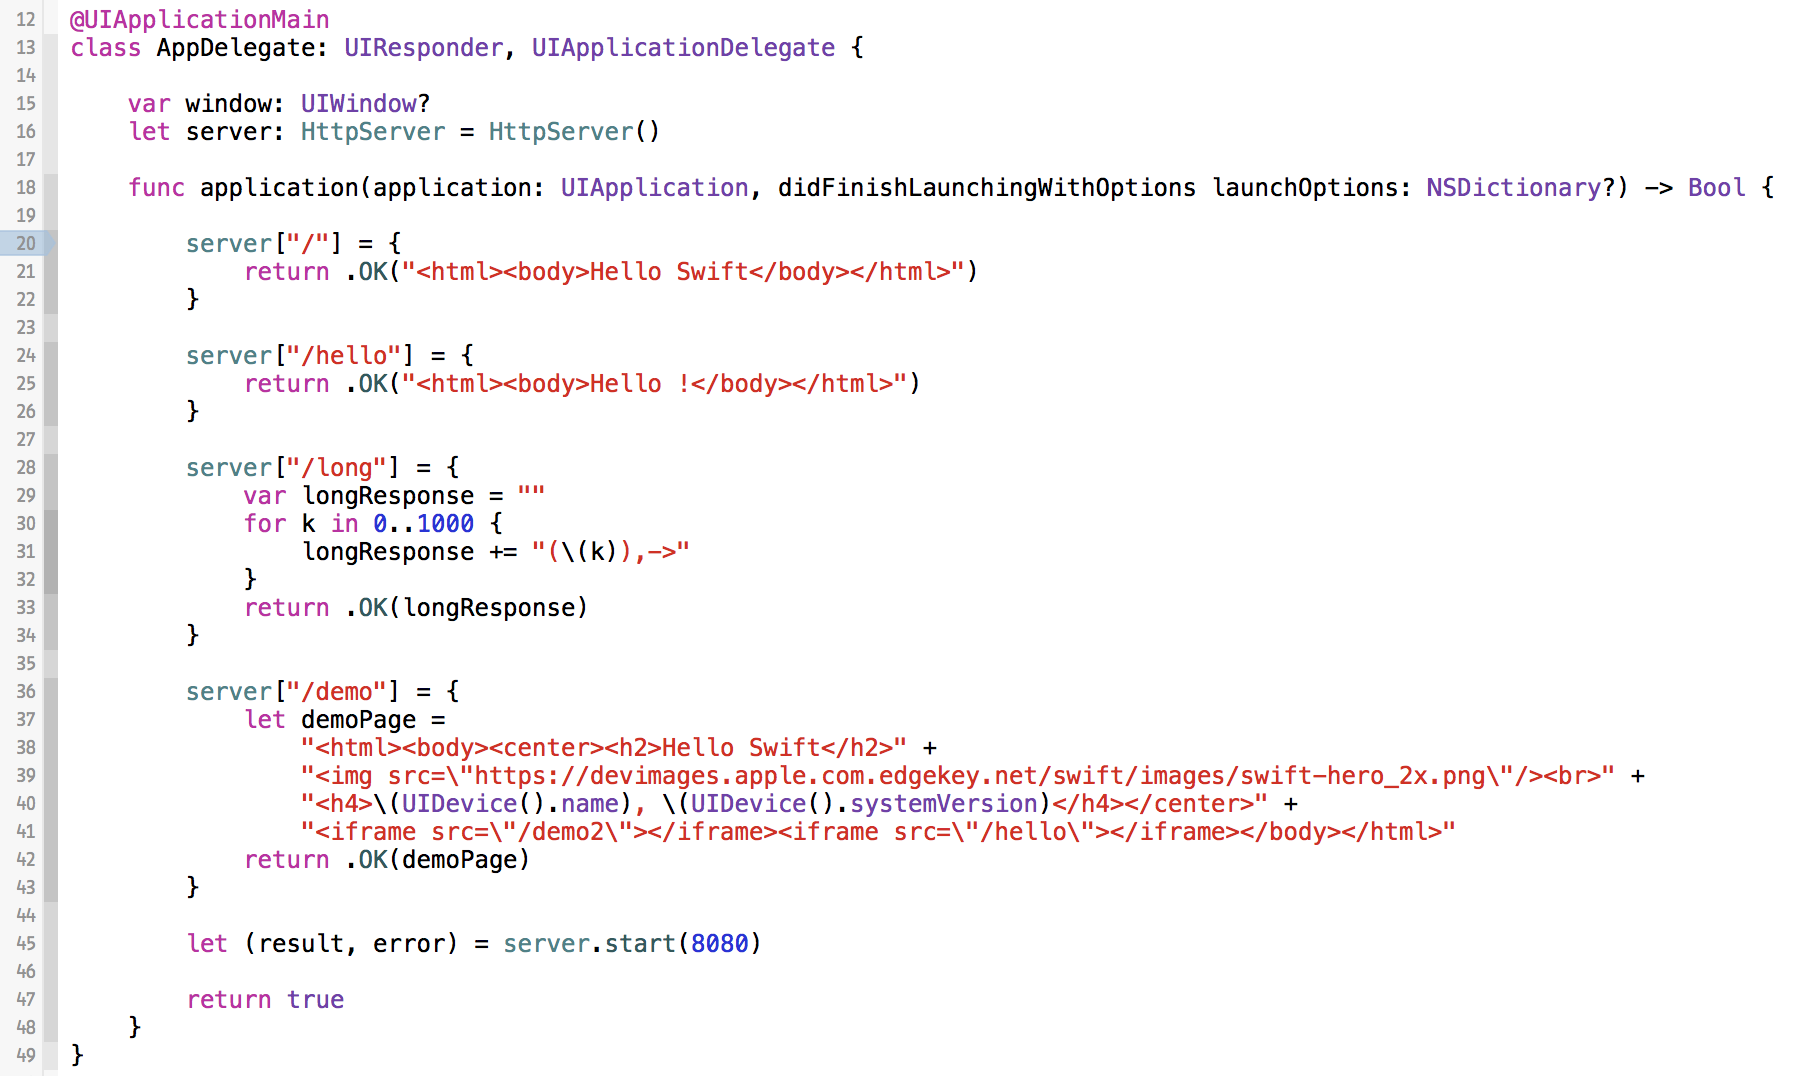 12 @UIApplicationMain
13 class AppDelegate: UIResponder, UIApplicationDelegate {
14
15     var window: UIWindow?
16     let server: HttpServer = HttpServer()
17
18     func application(application: UIApplication, didFinishLaunchingWithOptions launchOptions: NSDictionary?) -> Bool {
19
20         server["/"] = {
21             return .OK("<html><body>Hello Swift</body></html>")
22         }
23
24         server["/hello"] = {
25             return .OK("<html><body>Hello !</body></html>")
26         }
27
28         server["/long"] = {
29             var longResponse = ""
30             for k in 0..1000 {
31                 longResponse += "(\(k)),->"
32             }
33             return .OK(longResponse)
34         }
35
36         server["/demo"] = {
37             let demoPage =
38                 "<html><body><center><h2>Hello Swift</h2>" +
39                 "<img src=\"https://devimages.apple.com.edgekey.net/swift/images/swift-hero_2x.png\"/><br>" +
40                 "<h4>\(UIDevice().name), \(UIDevice().systemVersion)</h4></center>" +
41                 "<iframe src=\"/demo2\"></iframe><iframe src=\"/hello\"></iframe></body></html>"
42             return .OK(demoPage)
43         }
44
45         let (result, error) = server.start(8080)
46
47         return true
48     }
49 }